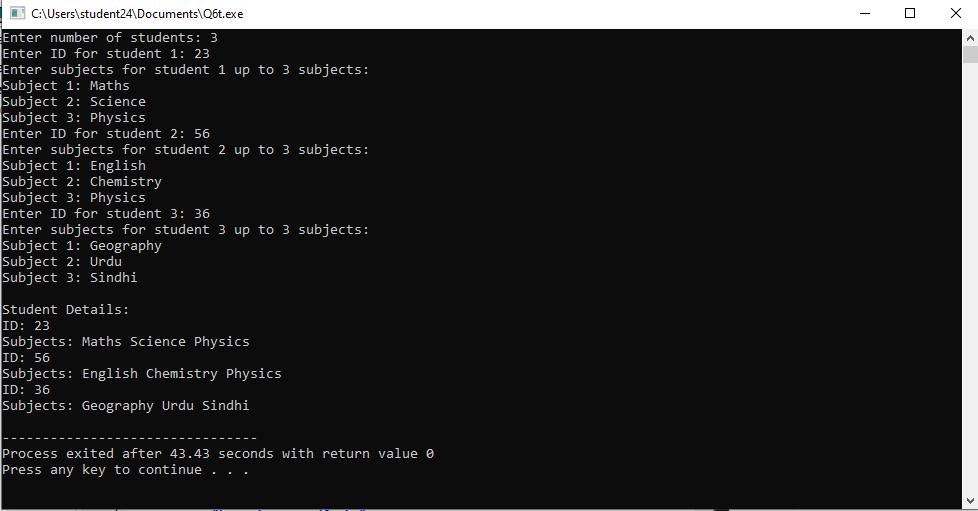 C:\Users\student24\Documents\Q6t.exe
Enter number of students: 3
Enter ID for student 1: 23
Enter subjects for student 1 up to 3 subjects:
Subject 1: Maths
Subject 2: Science
Subject 3: Physics
Enter ID for student 2: 56
Enter subjects for student 2 up to 3 subjects:
Subject 1: English
Subject 2: Chemistry
Subject 3: Physics
Enter ID for student 3: 36
Enter subjects for student 3 up to 3 subjects:
Subject 1: Geography
Subject 2: Urdu
Subject 3: Sindhi
Student Details:
ID: 23
Subjects: Maths Science Physics
ID: 56
Subjects: English Chemistry Physics
ID: 36
Subjects: Geography Urdu Sindhi
--------------------------------
Process exited after 43.43 seconds with return value 0
Press any key to continue . . .